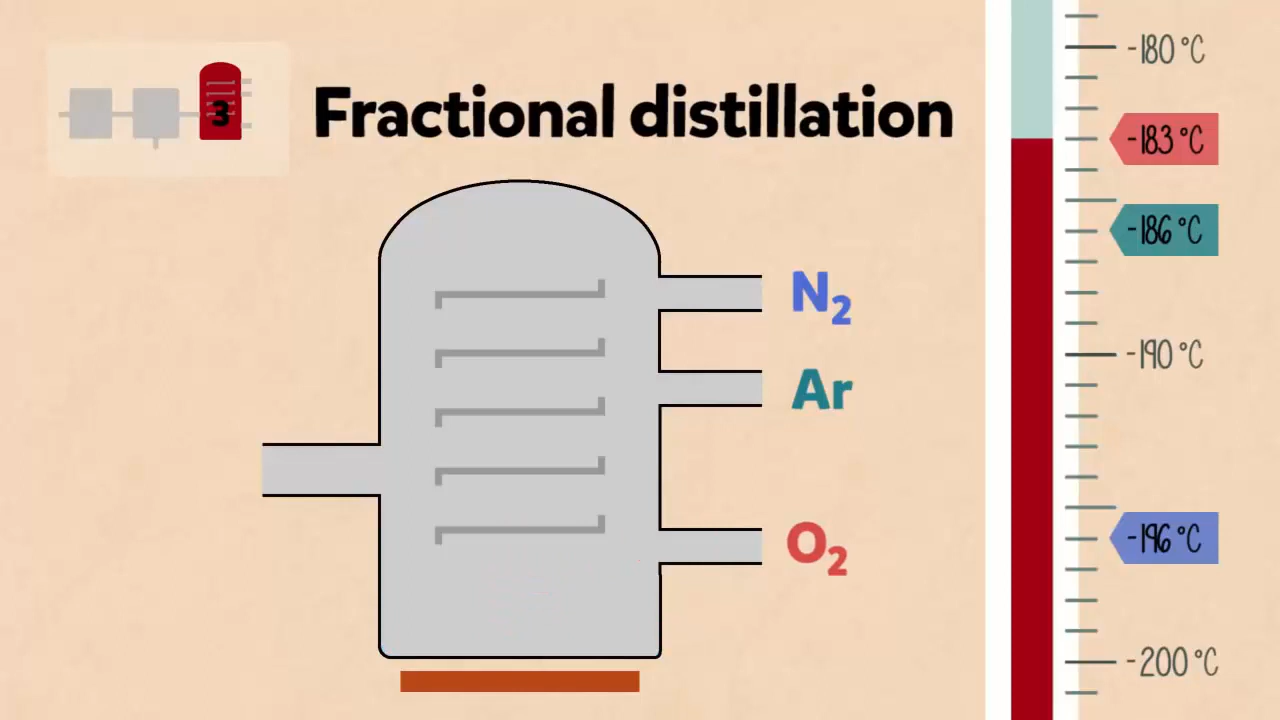 3
Fractional distillation
N₂
Ar
O₂
-180 °C
-183 °C
-186 °C
-190 °C
-196 °C
-200 °C